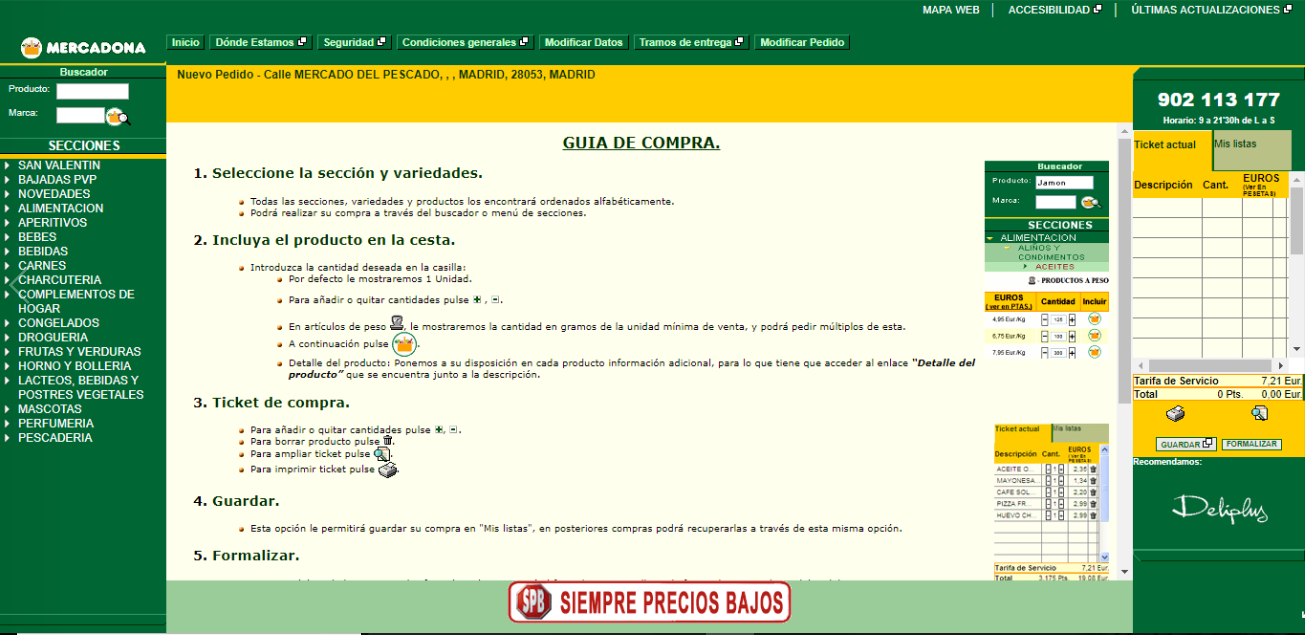 MAPA WEB | ACCESIBILIDAD | ÚLTIMAS ACTUALIZACIONES
MERCADONA
Inicio Dónde Estamos Seguridad Condiciones generales Modificar Datos Tramos de entrega Modificar Pedido
Buscador
Producto:
Marca:
SECCIONES
SAN VALENTIN
BAJADAS PVP
NOVEDADES
ALIMENTACION
APERITIVOS
BEBES
BEBIDAS
CARNES
CHARCUTERIA
COMPLEMENTOS DE
HOGAR
CONGELADOS
DROGUERIA
FRUTAS Y VERDURAS
HORNO Y BOLLERIA
LACTEOS, BEBIDAS Y
POSTRES VEGETALES
MASCOTAS
PERFUMERIA
PESCADERIA
Nuevo Pedido - Calle MERCADO DEL PESCADO, , , MADRID, 28053, MADRID
GUIA DE COMPRA.
1. Seleccione la sección y variedades.
Todas las secciones, variedades y productos los encontrará ordenados alfabéticamente.
Podrá realizar su compra a través del buscador o menú de secciones.
2. Incluya el producto en la cesta.
Introduzca la cantidad deseada en la casilla:
Por defecto le mostraremos 1 Unidad.
Para añadir o quitar cantidades pulse , .
En artículos de peso , le mostraremos la cantidad en gramos de la unidad mínima de venta, y podrá pedir múltiplos de esta.
A continuación pulse .
Detalle del producto: Ponemos a su disposición en cada producto información adicional, para lo que tiene que acceder al enlace "Detalle del
producto" que se encuentra junto a la descripción.
3. Ticket de compra.
Para añadir o quitar cantidades pulse , .
Para borrar producto pulse .
Para ampliar ticket pulse .
Para imprimir ticket pulse .
4. Guardar.
Esta opción le permitirá guardar su compra en "Mis listas", en posteriores compras podrá recuperarlas a través de esta misma opción.
5. Formalizar.
Buscador
Producto: Jamon
Marca:
SECCIONES
ALIMENTACION
ALIÑOS Y
CONDIMENTOS
ACEITES
- PRODUCTOS A PESO
EUROS
(ver en PTAS.) Cantidad Incluir
4,95 Eur./Kg
6,75 Eur./Kg
7,95 Eur./Kg
Ticket actual Mis listas
Descripción Cant. EUROS
ACEITE O... 1 2,35
MAYONESA... 1 1,34
CAFE SOL... 1 2,20
PIZZA FR... 1 2,99
HUEVO CH... 1 2,99
Tarifa de Servicio 7,21 Eur.
Total 3.175 Pts. 19,08 Eur.
902 113 177
Horario: 9 a 21'30h de L a S
Ticket actual Mis listas
Descripción Cant. EUROS
(Ver En
PESETAS)
Tarifa de Servicio 7,21 Eur.
Total 0 Pts. 0,00 Eur.
GUARDAR FORMALIZAR
Recomendamos:
Deliplus
SPB SIEMPRE PRECIOS BAJOS